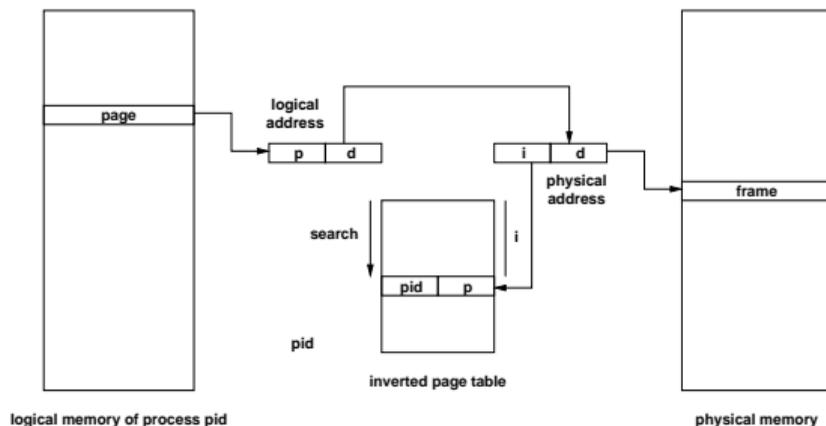 page
logical
address
p d
i d
physical
address
frame
search
i
pid p
pid
inverted page table
logical memory of process pid
physical memory